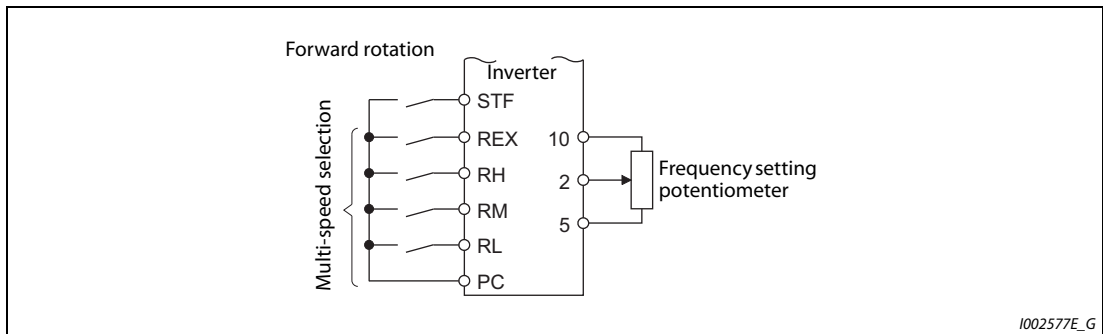 Forward rotation
Inverter
STF
REX
RH
RM
RL
PC
Multi-speed selection
10
2
5
Frequency setting
potentiometer
I002577E_G